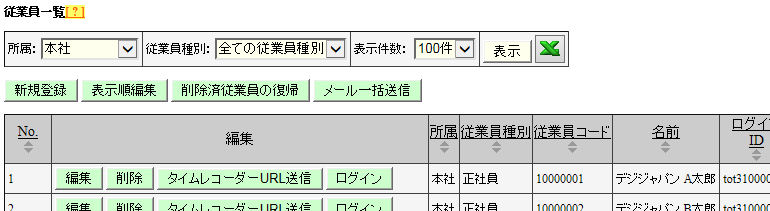 従業員一覧[?]
所属: 本社 従業員種別: 全ての従業員種別 表示件数: 100件 表示
新規登録 表示順編集 削除済従業員の復帰 メール一括送信
No. 編集 所属 従業員種別 従業員コード 名前 ログイン ID
1 編集 削除 タイムレコーダーURL送信 ログイン 本社 正社員 10000001 デジジャパン A太郎 tot310000
2 編集 削除 タイムレコーダーURL送信 ログイン 本社 正社員 10000002 デジジャパン B太郎 tot310000